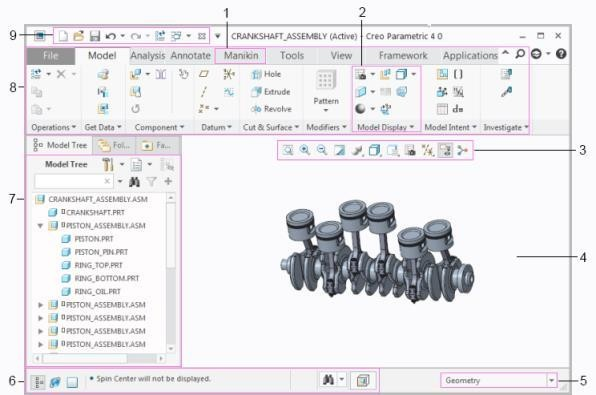 1
2
9
CRANKSHAFT_ASSEMBLY (Active) - Creo Parametric 4 0
File Model Analysis Annotate Manikin Tools View Framework Applications
8
Hole
Extrude
Revolve
Pattern
Operations Get Data Component Datum Cut & Surface Modifiers Model Display Model Intent Investigate
Model Tree Fol... Fa...
3
Model Tree
7
CRANKSHAFT_ASSEMBLY.ASM
CRANKSHAFT.PRT
PISTON_ASSEMBLY.ASM
PISTON.PRT
PISTON_PIN.PRT
4
RING_TOP.PRT
RING_BOTTOM.PRT
RING_OIL.PRT
PISTON_ASSEMBLY.ASM
PISTON_ASSEMBLY.ASM
PISTON_ASSEMBLY.ASM
6
• Spin Center will not be displayed.
Geometry
5